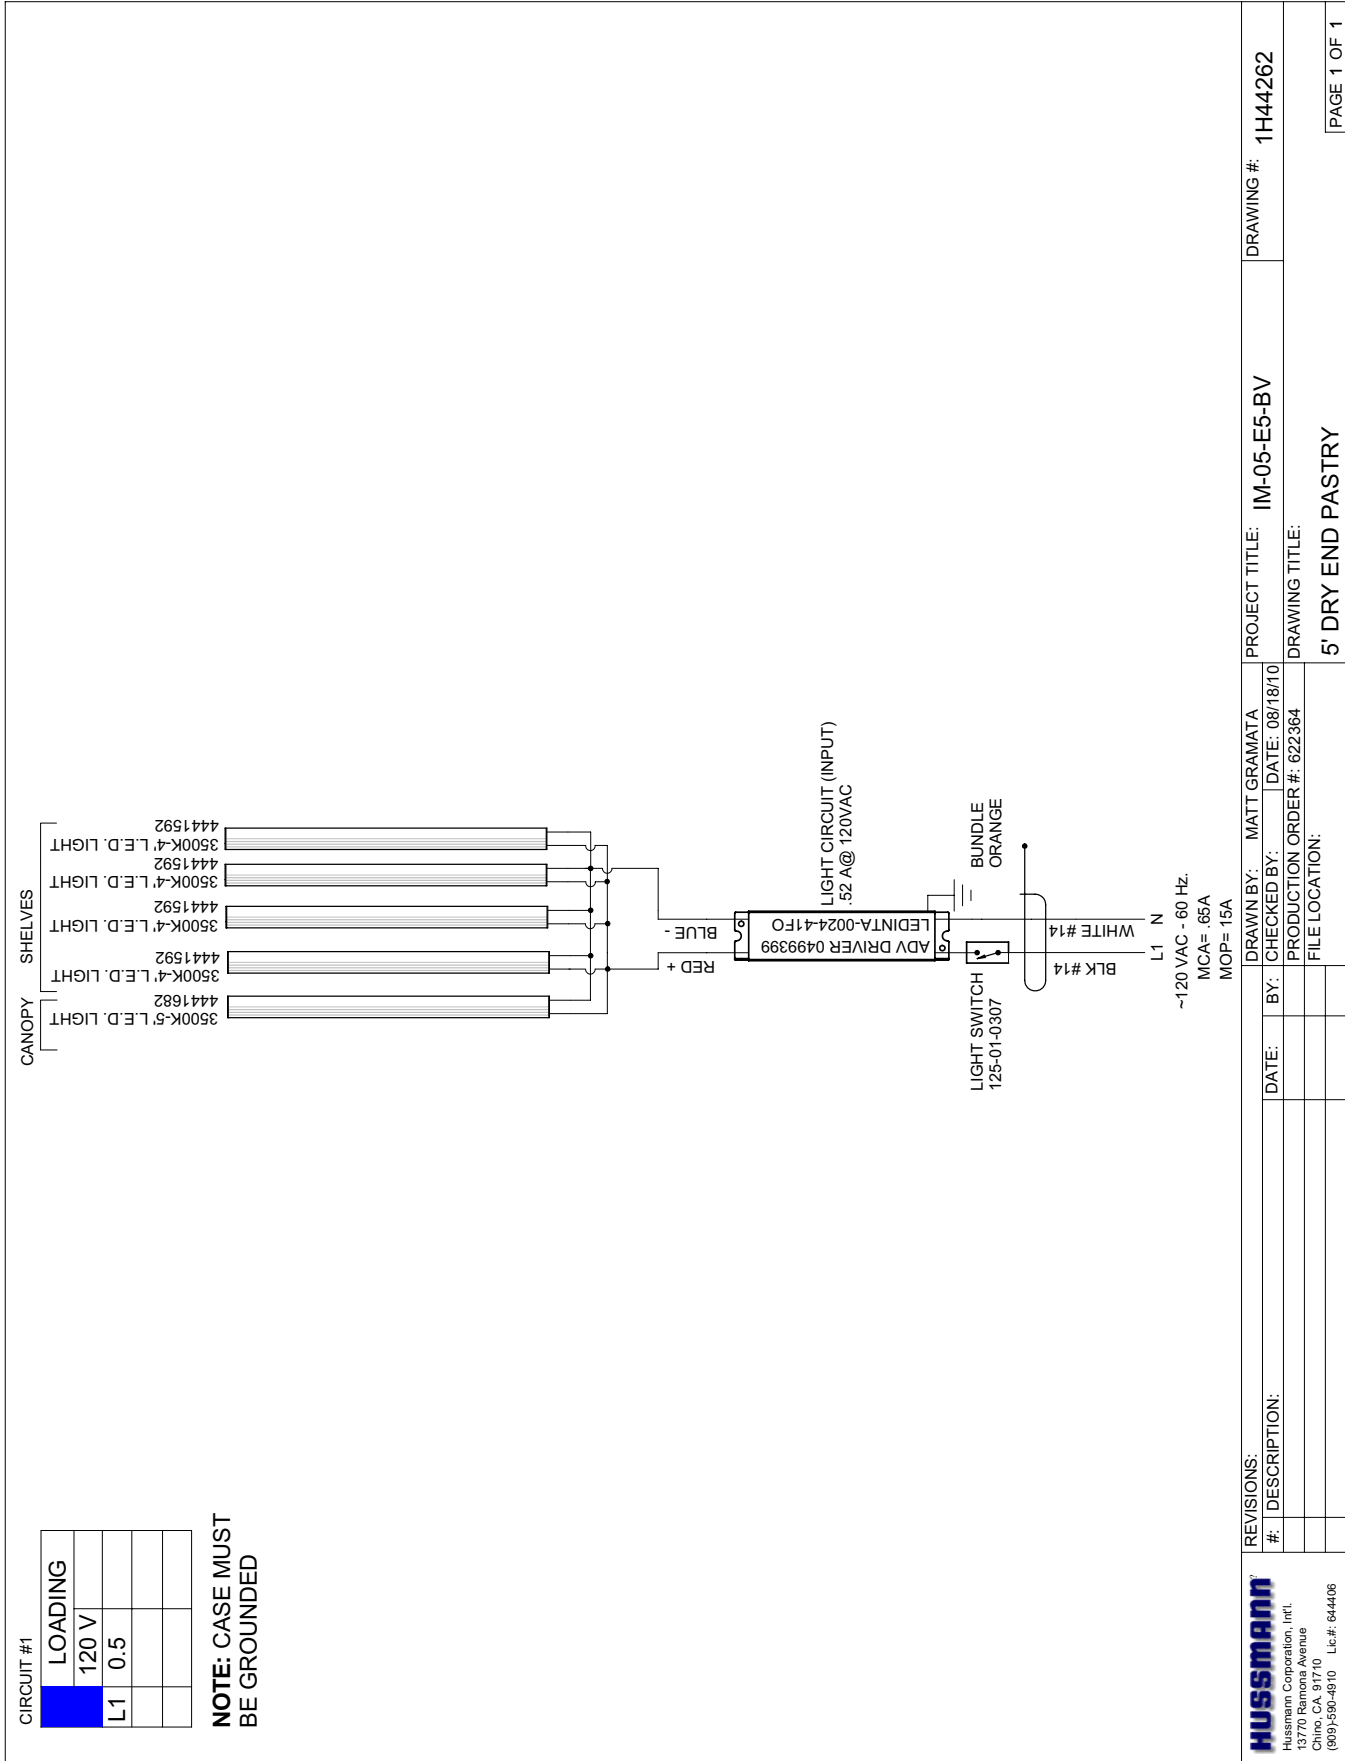 CIRCUIT #1
LOADING
120 V
L1 0.5
NOTE: CASE MUST
BE GROUNDED
CANOPY
SHELVES
3500K-5' L.E.D. LIGHT
4441682
3500K-4' L.E.D. LIGHT
4441592
3500K-4' L.E.D. LIGHT
4441592
3500K-4' L.E.D. LIGHT
4441592
3500K-4' L.E.D. LIGHT
4441592
RED +
BLUE -
ADV DRIVER 0499399
LEDINTA-0024-41FO
LIGHT CIRCUIT (INPUT)
.52 A@ 120VAC
LIGHT SWITCH
125-01-0307
BUNDLE
ORANGE
BLK #14
WHITE #14
L1 N
~120 VAC - 60 Hz.
MCA= .65A
MOP= 15A
HUSSMANN
Hussmann Corporation, Int'l.
13770 Ramona Avenue
Chino, CA. 91710
(909)-590-4910 Lic.#: 644406
REVISIONS:
#: DESCRIPTION: DATE: BY:
DRAWN BY: MATT GRAMATA
CHECKED BY: DATE: 08/18/10
PRODUCTION ORDER #: 622364
FILE LOCATION:
PROJECT TITLE: IM-05-E5-BV
DRAWING #: 1H44262
DRAWING TITLE:
5' DRY END PASTRY
PAGE 1 OF 1